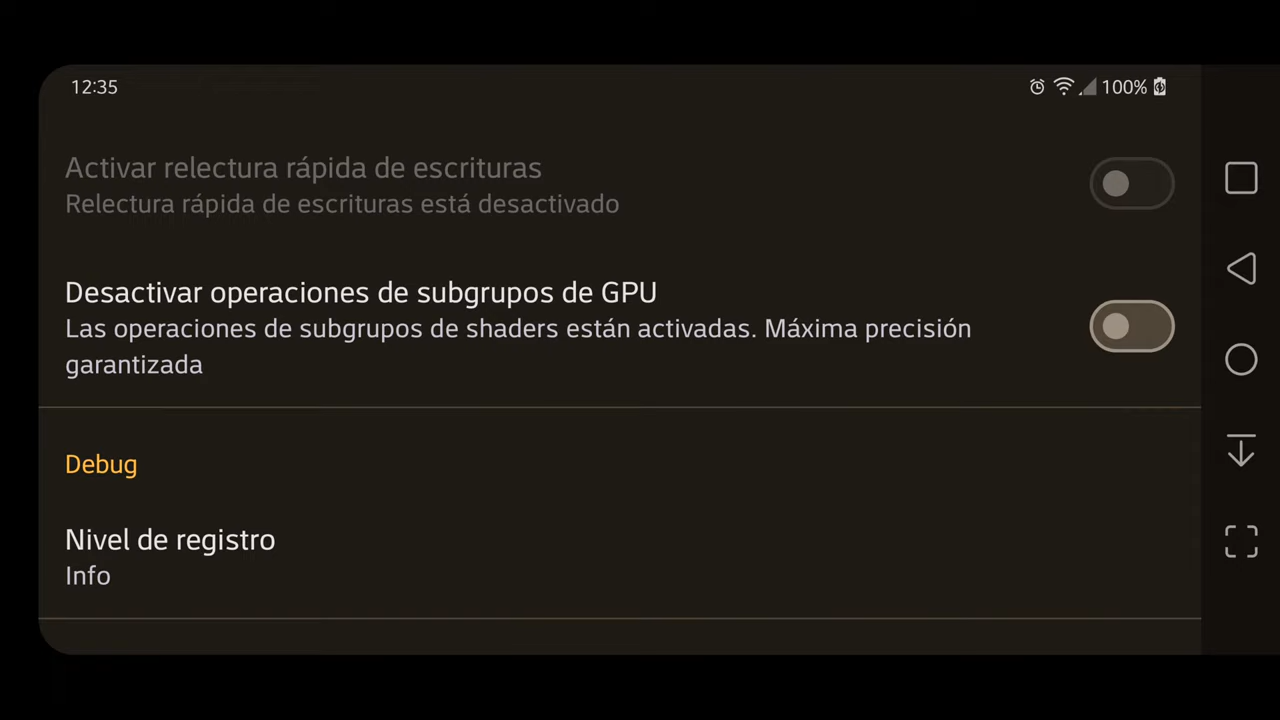 12:35
100%
Activar relectura rápida de escrituras
Relectura rápida de escrituras está desactivado
Desactivar operaciones de subgrupos de GPU
Las operaciones de subgrupos de shaders están activadas. Máxima precisión
garantizada
Debug
Nivel de registro
Info